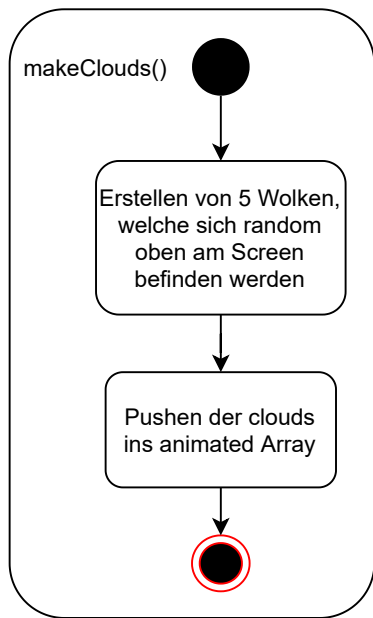 makeClouds()
Erstellen von 5 Wolken,
welche sich random
oben am Screen
befinden werden
Pushen der clouds
ins animated Array